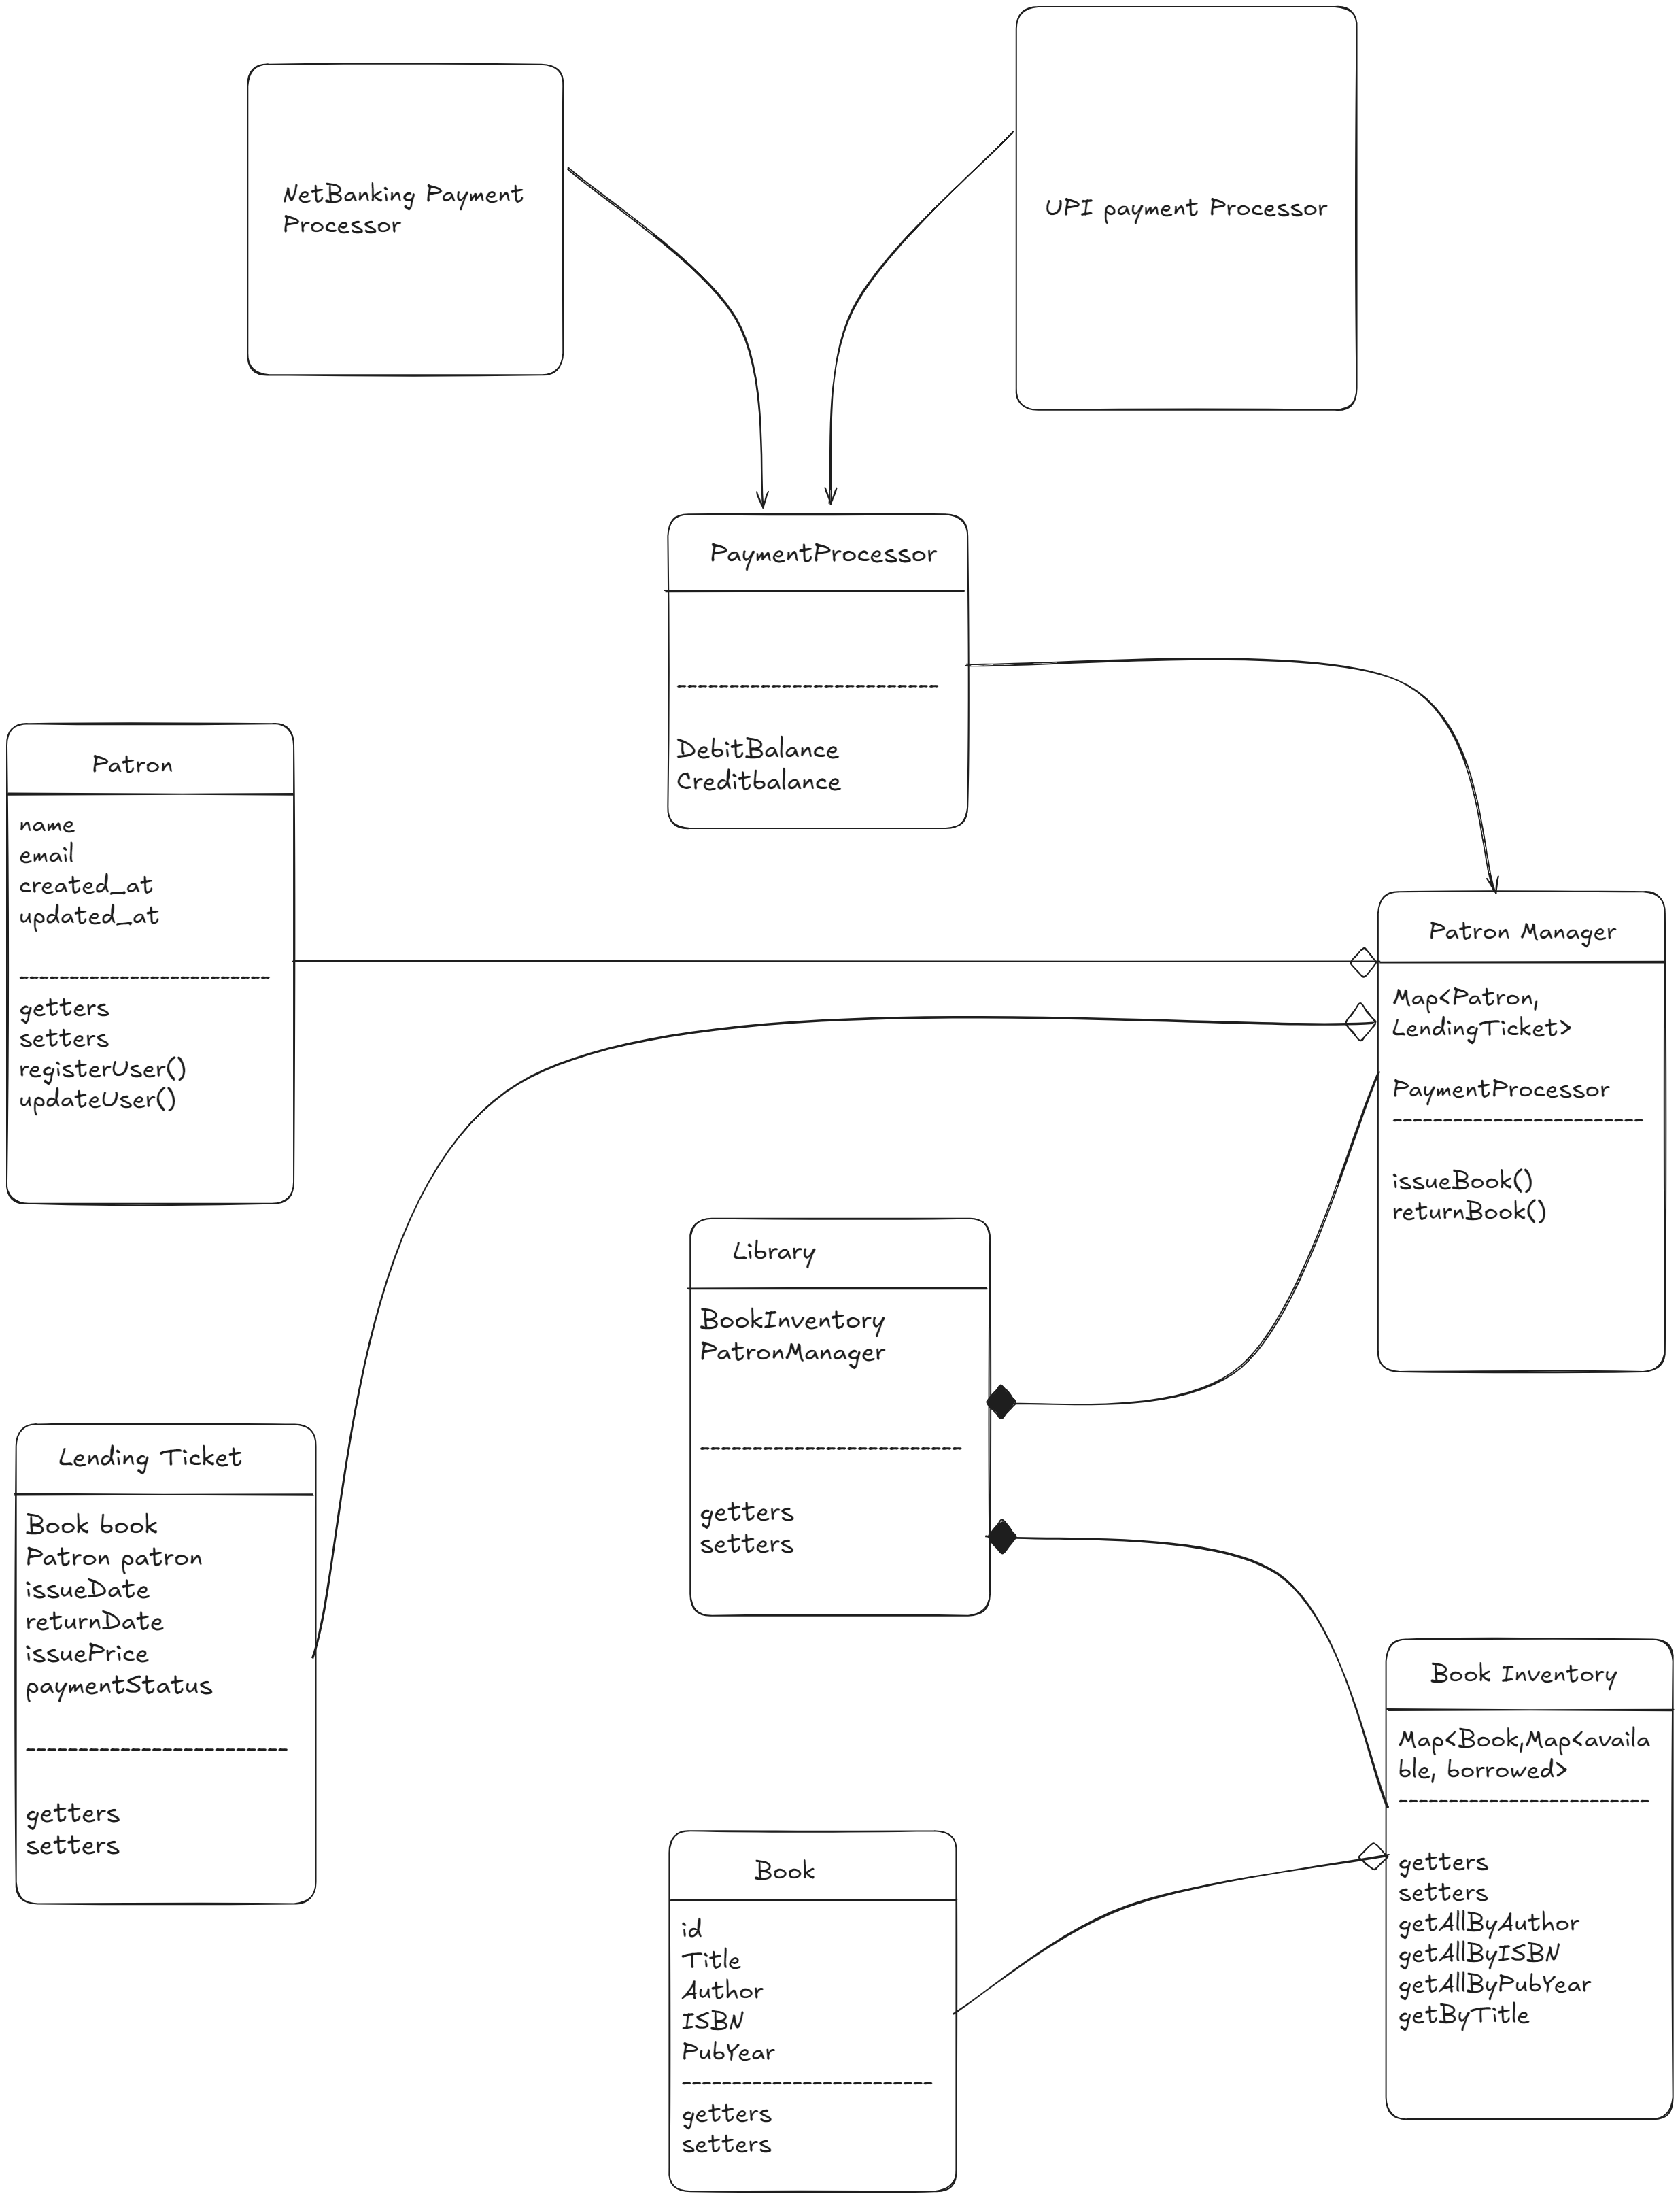 NetBanking Payment
Processor
UPI payment Processor
PaymentProcessor
--------------------------
DebitBalance
Creditbalance
Patron
name
email
created_at
updated_at
-------------------------
getters
setters
registerUser()
updateUser()
Patron Manager
Map<Patron,
LendingTicket>
PaymentProcessor
-------------------------
issueBook()
returnBook()
Library
BookInventory
PatronManager
--------------------------
getters
setters
Lending Ticket
Book book
Patron patron
issueDate
returnDate
issuePrice
paymentStatus
--------------------------
getters
setters
Book Inventory
Map<Book,Map<availa
ble, borrowed>
-------------------------
getters
setters
getAllByAuthor
getAllByISBN
getAllByPubYear
getByTitle
Book
id
Title
Author
ISBN
PubYear
-------------------------
getters
setters